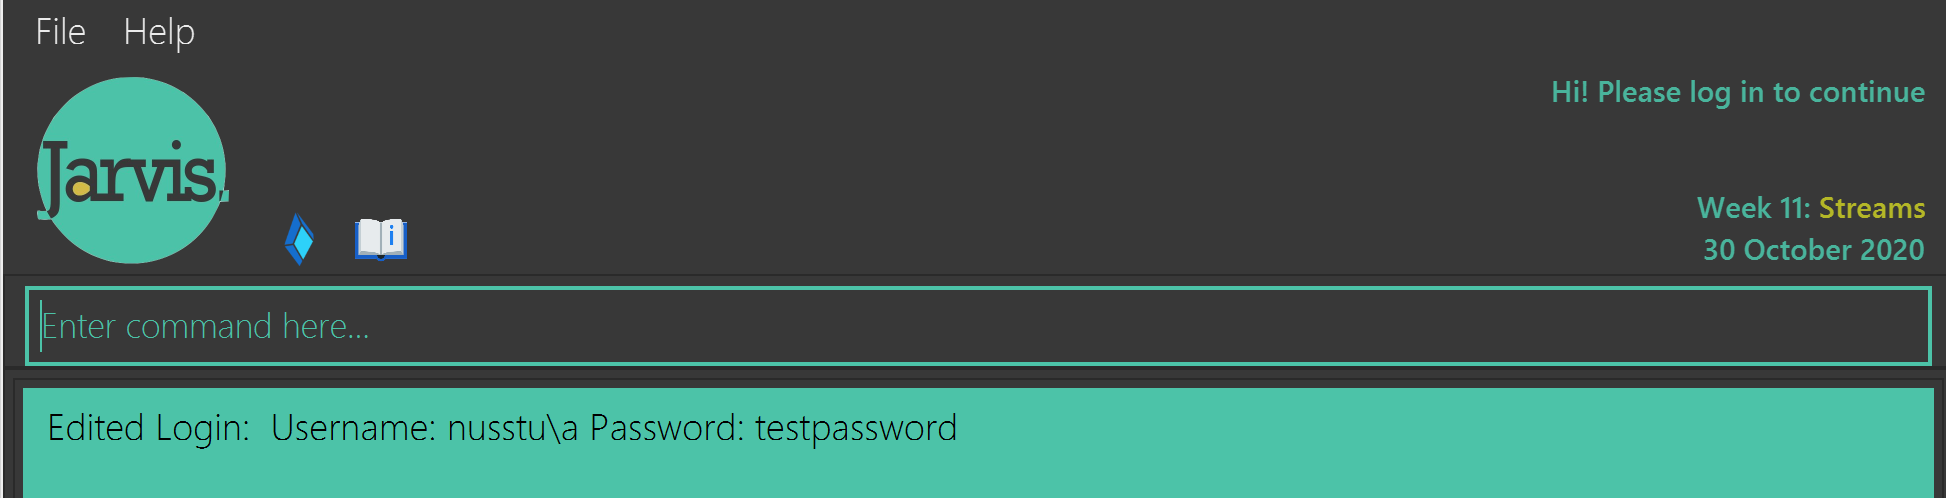 File Help
Hi! Please log in to continue
Jarvis.
Week 11: Streams
30 October 2020
Enter command here...
Edited Login:  Username: nusstu\a Password: testpassword